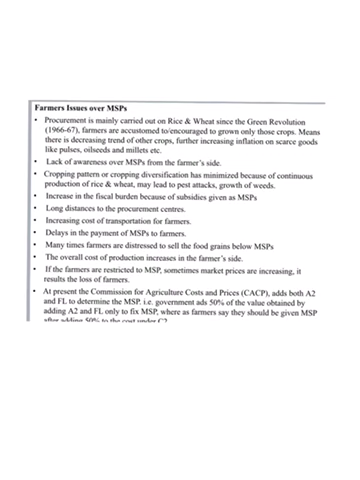 Farmers Issues over MSPs
• Procurement is mainly carried out on Rice & Wheat since the Green Revolution
(1966-67), farmers are accustomed to/encouraged to grown only those crops. Means
there is decreasing trend of other crops, further increasing inflation on scarce goods
like pulses, oilseeds and millets etc.
• Lack of awareness over MSPs from the farmer's side.
• Cropping pattern or cropping diversification has minimized because of continuous
production of rice & wheat, may lead to pest attacks, growth of weeds.
• Increase in the fiscal burden because of subsidies given as MSPs
• Long distances to the procurement centres.
• Increasing cost of transportation for farmers.
• Delays in the payment of MSPs to farmers.
• Many times farmers are distressed to sell the food grains below MSPs
• The overall cost of production increases in the farmer's side.
• If the farmers are restricted to MSP, sometimes market prices are increasing, it
results the loss of farmers.
• At present the Commission for Agriculture Costs and Prices (CACP), adds both A2
and FL to determine the MSP. i.e. government ads 50% of the value obtained by
adding A2 and FL only to fix MSP, where as farmers say they should be given MSP
after adding 50% to the cost under C2